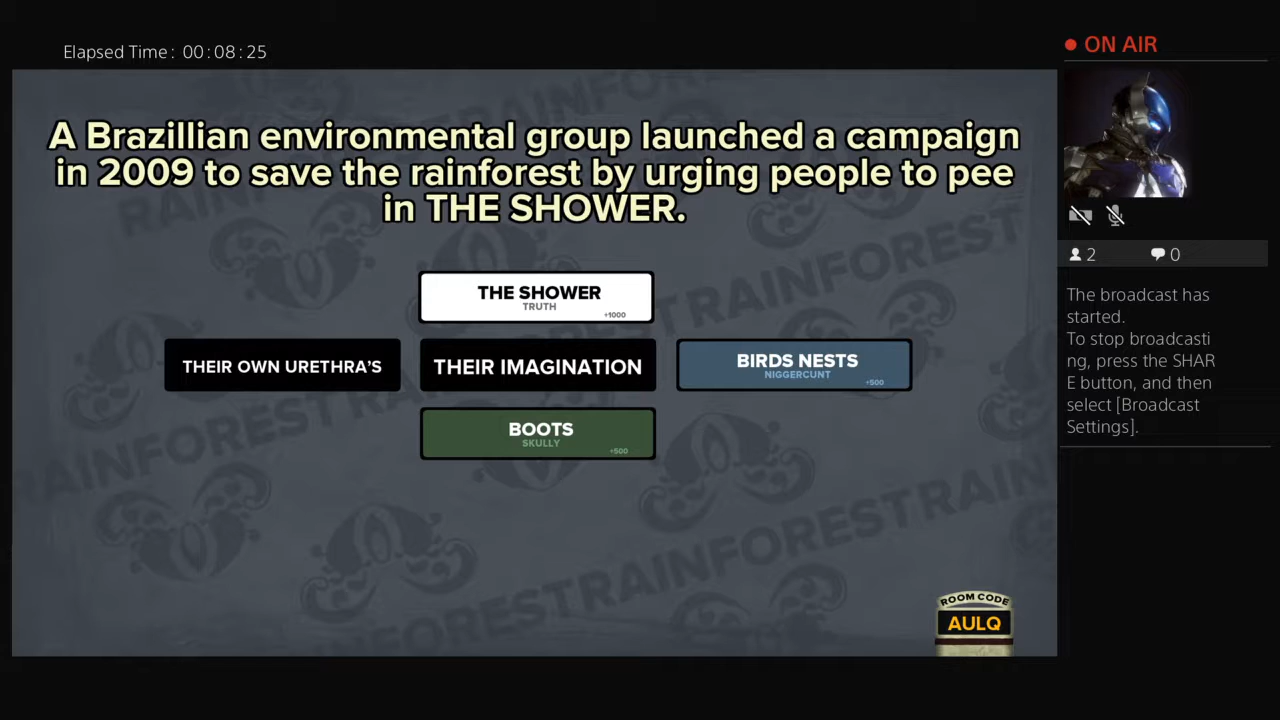 Elapsed Time: 00:08:25
ON AIR
A Brazillian environmental group launched a campaign
in 2009 to save the rainforest by urging people to pee
in THE SHOWER.
THE SHOWER
TRUTH
+1000
THEIR OWN URETHRA'S
THEIR IMAGINATION
BIRDS NESTS
NIGGERCUNT
+500
BOOTS
SKULLY
+500
2
0
The broadcast has
started.
To stop broadcasti
ng, press the SHAR
E button, and then
select [Broadcast
Settings].
RAINFORESTRAINFOREST
RAINFORESTRAINFOREST
ROOM CODE
AULQ